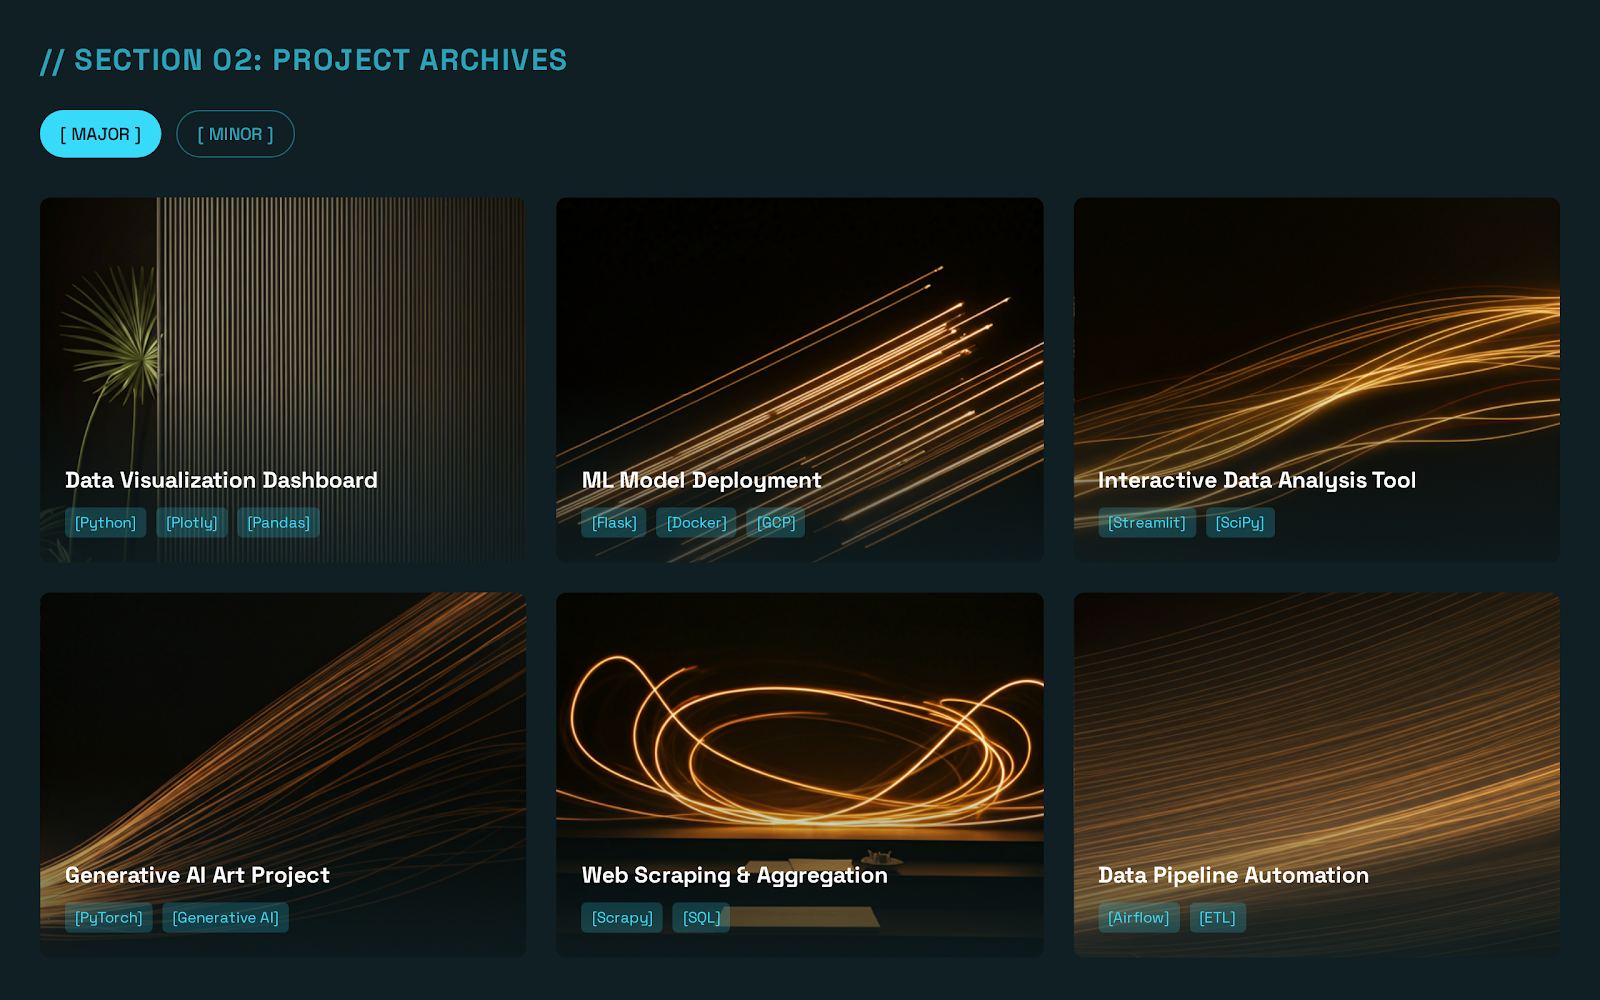 // SECTION 02: PROJECT ARCHIVES
[ MAJOR ] [ MINOR ]
Data Visualization Dashboard
[Python] [Plotly] [Pandas]
ML Model Deployment
[Flask] [Docker] [GCP]
Interactive Data Analysis Tool
[Streamlit] [SciPy]
Generative AI Art Project
[PyTorch] [Generative AI]
Web Scraping & Aggregation
[Scrapy] [SQL]
Data Pipeline Automation
[Airflow] [ETL]